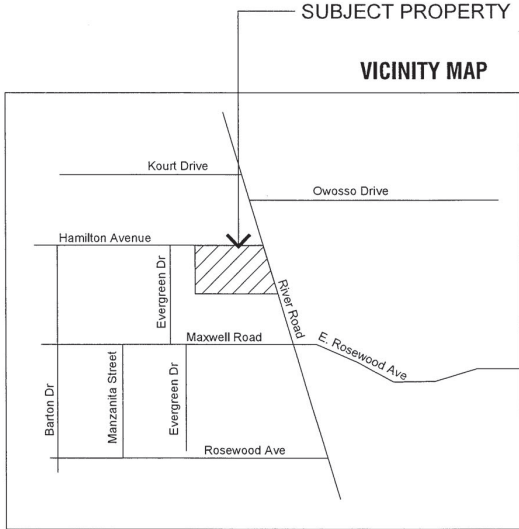 SUBJECT PROPERTY
VICINITY MAP
Kourt Drive
Owosso Drive
Hamilton Avenue
Evergreen Dr
River Road
Maxwell Road
E. Rosewood Ave
Barton Dr
Manzanita Street
Evergreen Dr
Rosewood Ave